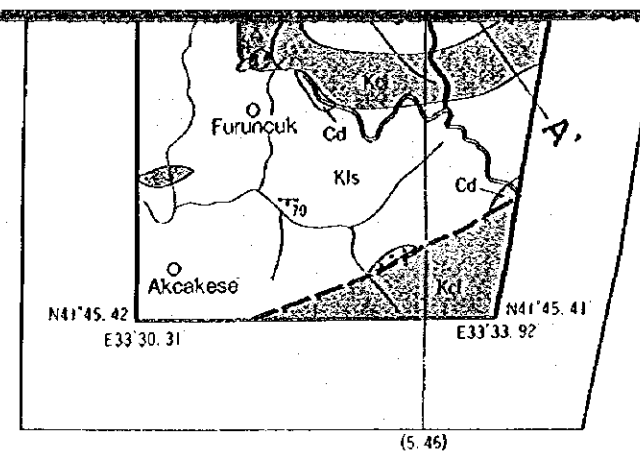 Kd
Furunçuk
Cd
A'
Kls
Cd
70
Akcakese
Kd
N41°45.42'
N41°45.41'
E33°30.31'
E33°33.92'
(5.46)